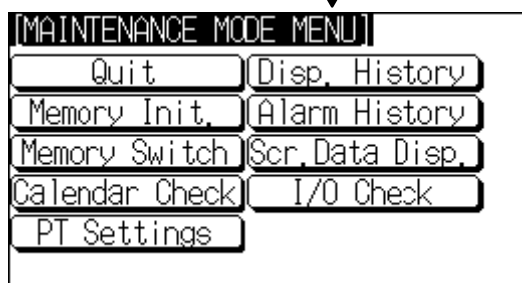 [MAINTENANCE MODE MENU]
Quit Disp. History
Memory Init. Alarm History
Memory Switch Scr.Data Disp.
Calendar Check I/O Check
PT Settings